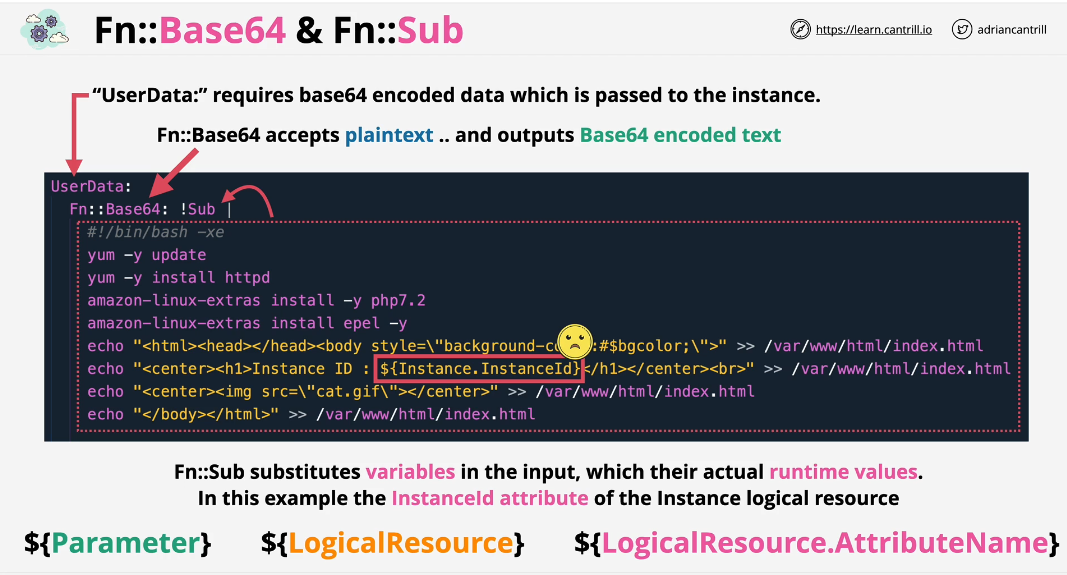 Fn::Base64 & Fn::Sub
https://learn.cantrill.io
adriancantrill
“UserData:” requires base64 encoded data which is passed to the instance.
Fn::Base64 accepts plaintext .. and outputs Base64 encoded text
UserData:
Fn::Base64: !Sub |
#!/bin/bash -xe
yum -y update
yum -y install httpd
amazon-linux-extras install -y php7.2
amazon-linux-extras install epel -y
echo "<html><head></head><body style=\"background-co :#$bgcolor;\">" >> /var/www/html/index.html
echo "<center><h1>Instance ID : ${Instance.InstanceId}</h1></center><br>" >> /var/www/html/index.html
echo "<center><img src=\"cat.gif\"></center>" >> /var/www/html/index.html
echo "</body></html>" >> /var/www/html/index.html
Fn::Sub substitutes variables in the input, which their actual runtime values.
In this example the InstanceId attribute of the Instance logical resource
${Parameter}
${LogicalResource}
${LogicalResource.AttributeName}